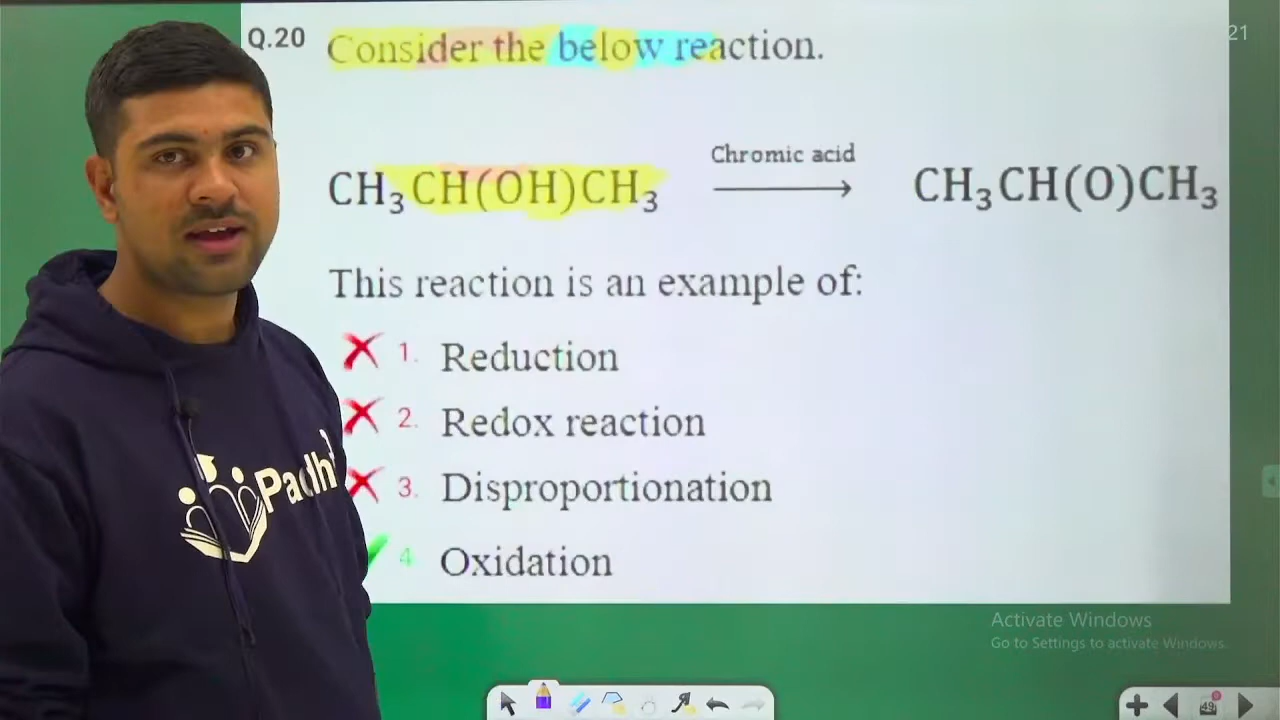 Q.20 Consider the below reaction.
21
Chromic acid
CH₃CH(OH)CH₃ ⟶ CH₃CH(O)CH₃
This reaction is an example of:
1. Reduction
2. Redox reaction
3. Disproportionation
4 Oxidation
Padh
Activate Windows
Go to Settings to activate Windows.
49